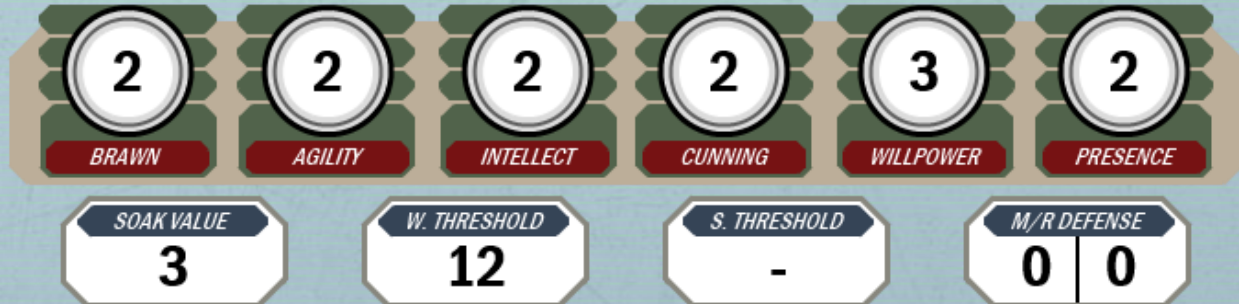 2 2 2 2 3 2
BRAWN AGILITY INTELLECT CUNNING WILLPOWER PRESENCE
SOAK VALUE W. THRESHOLD S. THRESHOLD M/R DEFENSE
3 12 - 0 0